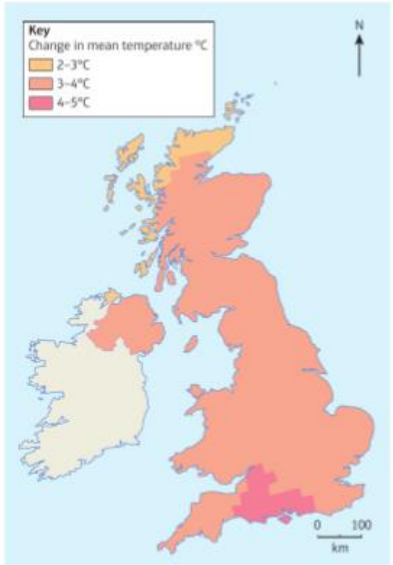 Key
Change in mean temperature °C
2–3°C
3–4°C
4–5°C
N
0 100
km